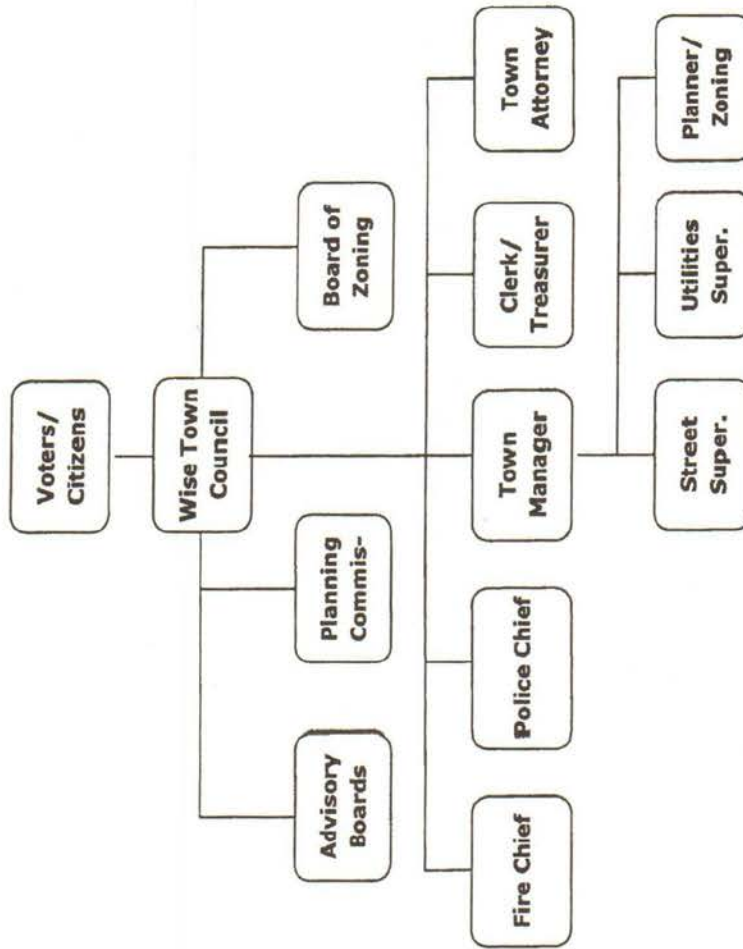 Voters/
Citizens
Wise Town
Council
Advisory
Boards
Planning
Commis-
Board of
Zoning
Fire Chief
Police Chief
Town
Manager
Clerk/
Treasurer
Town
Attorney
Street
Super.
Utilities
Super.
Planner/
Zoning